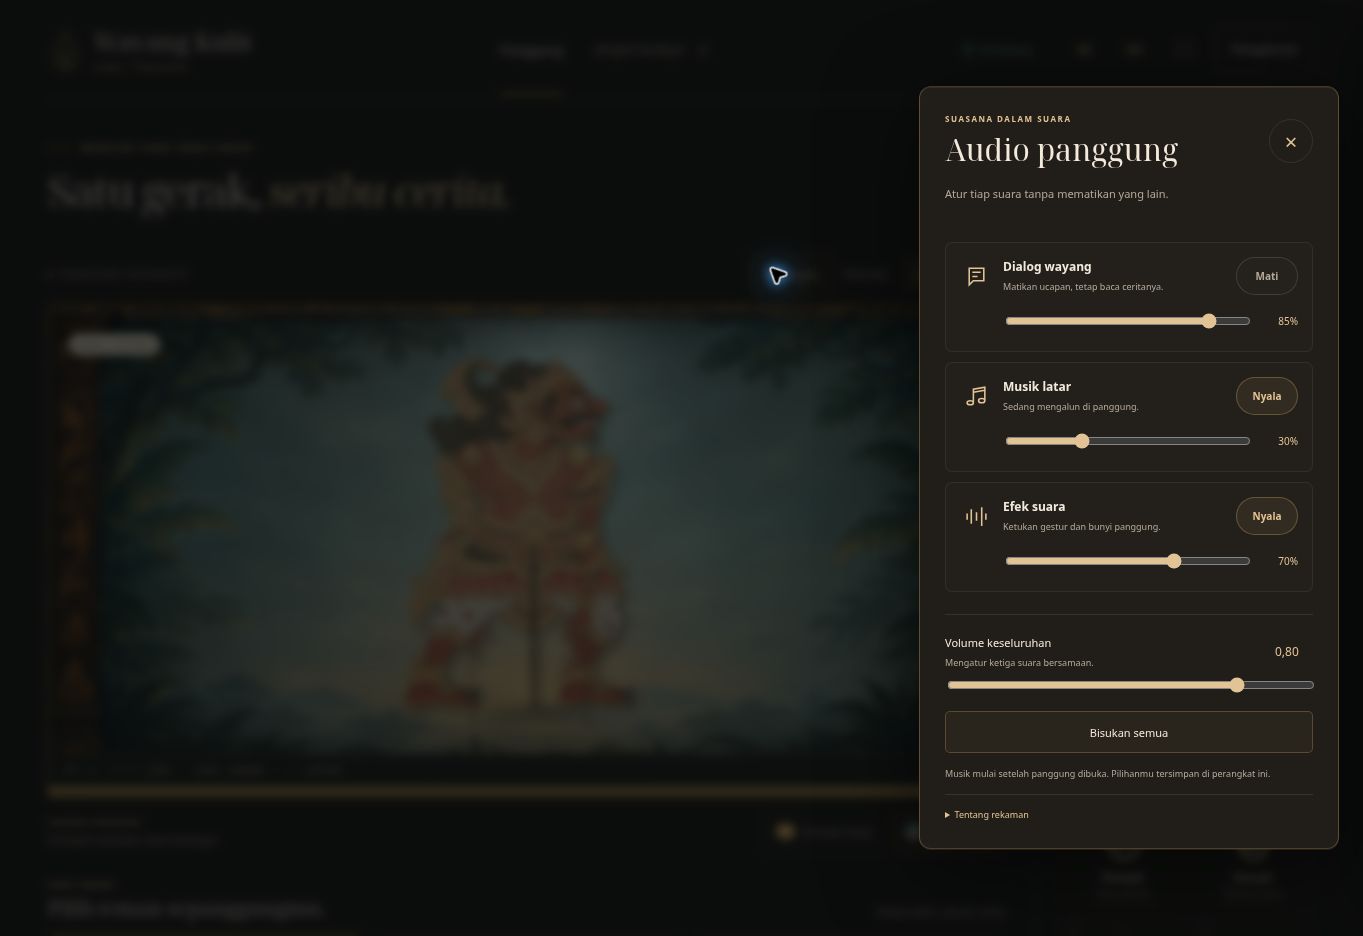 Wayang Kulit
Panggung
Satu gerak, seribu cerita.
SUASANA DALAM SUARA
Audio panggung
Atur tiap suara tanpa mematikan yang lain.
Dialog wayang
Mati
Matikan ucapan, tetap baca ceritanya.
85%
Musik latar
Nyala
Sedang mengalun di panggung.
30%
Efek suara
Nyala
Ketukan gestur dan bunyi panggung.
70%
Volume keseluruhan
0,80
Mengatur ketiga suara bersamaan.
Bisukan semua
Musik mulai setelah panggung dibuka. Pilihanmu tersimpan di perangkat ini.
Tentang rekaman